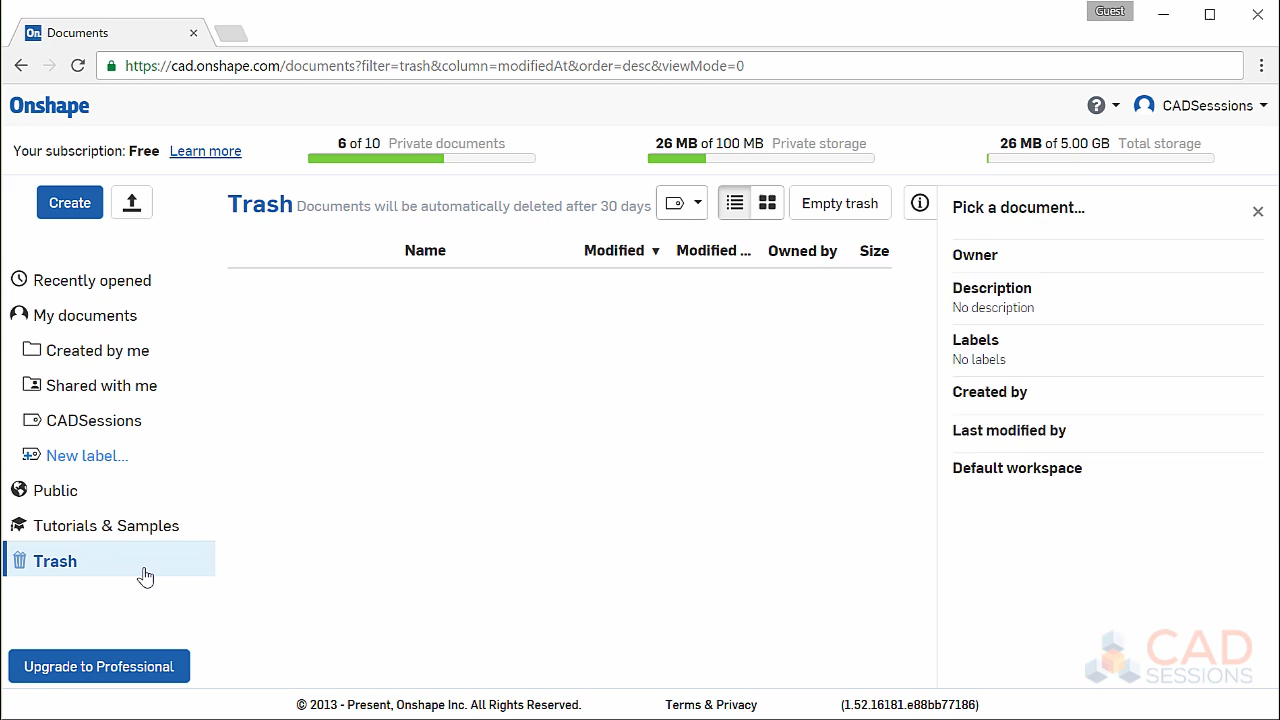 Guest
On Documents
https://cad.onshape.com/documents?filter=trash&column=modifiedAt&order=desc&viewMode=0
Onshape
CADSesssions
Your subscription: Free Learn more
6 of 10 Private documents
26 MB of 100 MB Private storage
26 MB of 5.00 GB Total storage
Create
Trash Documents will be automatically deleted after 30 days
Empty trash
Name Modified Modified ... Owned by Size
Recently opened
My documents
Created by me
Shared with me
CADSessions
New label...
Public
Tutorials & Samples
Trash
Upgrade to Professional
Pick a document...
Owner
Description
No description
Labels
No labels
Created by
Last modified by
Default workspace
CAD
SESSIONS
© 2013 - Present, Onshape Inc. All Rights Reserved. Terms & Privacy (1.52.16181.e88bb77186)